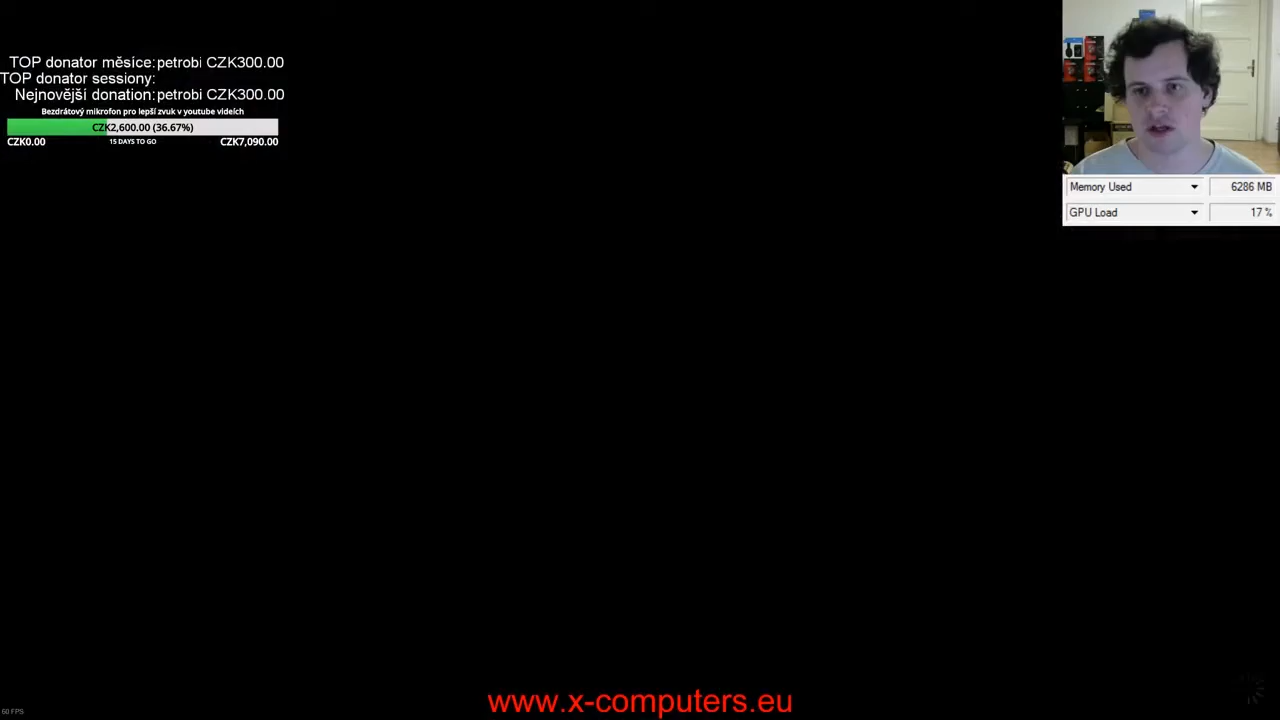 TOP donator měsíce:petrobi CZK300.00
TOP donator sessiony:
Nejnovější donation:petrobi CZK300.00
Bezdrátový mikrofon pro lepší zvuk v youtube videích
CZK2,600.00 (36.67%)
CZK0.00 15 DAYS TO GO CZK7,090.00
Memory Used 6286 MB
GPU Load 17 %
www.x-computers.eu
60 FPS